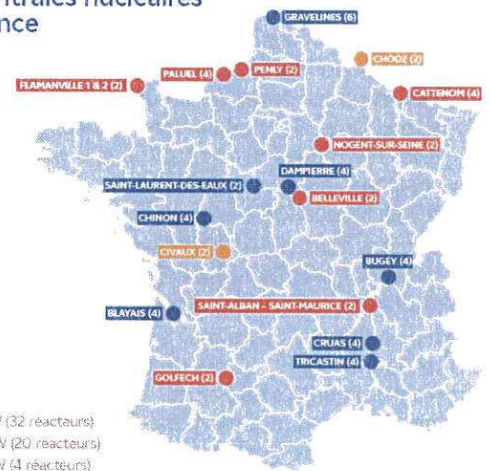 ntrales nucléaires
nce
GRAVELINES (6)
CHOOZ (2)
PALUEL (4)
PENLY (2)
FLAMANVILLE 1 & 2 (2)
CATTENOM (4)
NOGENT-SUR-SEINE (2)
DAMPIERRE (4)
SAINT-LAURENT-DES-EAUX (2)
BELLEVILLE (2)
CHINON (4)
CIVAUX (2)
BUGEY (4)
SAINT-ALBAN – SAINT-MAURICE (2)
BLAYAIS (4)
CRUAS (4)
TRICASTIN (4)
GOLFECH (2)
(32 réacteurs)
(20 réacteurs)
(4 réacteurs)